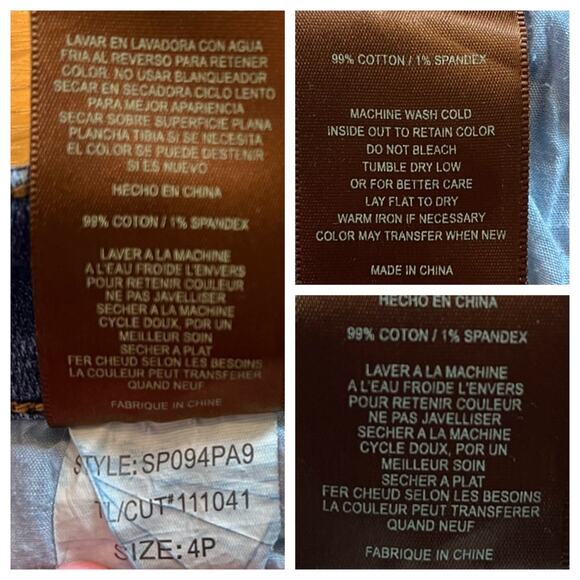 LAVAR EN LAVADORA CON AGUA
FRIA AL REVERSO PARA RETENER
COLOR. NO USAR BLANQUEADOR
SECAR EN SECADORA CICLO LENTO
PARA MEJOR APARIENCIA
SECAR SOBRE SUPERFICIE PLANA
PLANCHA TIBIA SI SE NECESITA
EL COLOR SE PUEDE DESTENIR
SI ES NUEVO
HECHO EN CHINA
99% COTTON / 1% SPANDEX
LAVER A LA MACHINE
A L'EAU FROIDE L'ENVERS
POUR RETENIR COULEUR
NE PAS JAVELLISER
SECHER A LA MACHINE
CYCLE DOUX, POR UN
MEILLEUR SOIN
SECHER A PLAT
FER CHEUD SELON LES BESOINS
LA COULEUR PEUT TRANSFERER
QUAND NEUF
FABRIQUE IN CHINE
STYLE: SP094PA9
TL/CUT#111041
SIZE: 4P
99% COTTON / 1% SPANDEX
MACHINE WASH COLD
INSIDE OUT TO RETAIN COLOR
DO NOT BLEACH
TUMBLE DRY LOW
OR FOR BETTER CARE
LAY FLAT TO DRY
WARM IRON IF NECESSARY
COLOR MAY TRANSFER WHEN NEW
MADE IN CHINA
HECHO EN CHINA
99% COTTON / 1% SPANDEX
LAVER A LA MACHINE
A L'EAU FROIDE L'ENVERS
POUR RETENIR COULEUR
NE PAS JAVELLISER
SECHER A LA MACHINE
CYCLE DOUX, POR UN
MEILLEUR SOIN
SECHER A PLAT
FER CHEUD SELON LES BESOINS
LA COULEUR PEUT TRANSFERER
QUAND NEUF
FABRIQUE IN CHINE